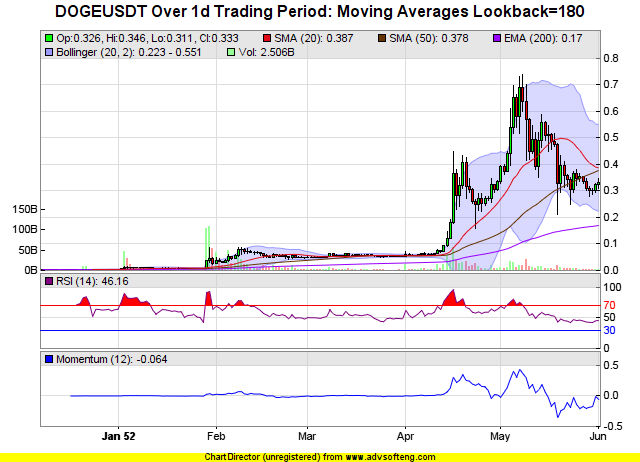 DOGEUSDT Over 1d Trading Period: Moving Averages Lookback=180
Op:0.326, Hi:0.346, Lo:0.311, Cl:0.333 SMA (20): 0.387 SMA (50): 0.378 EMA (200): 0.17
Bollinger (20, 2): 0.223 - 0.551 Vol: 2.506B
0.8
0.7
0.6
0.5
0.4
0.3
0.2
0.1
0.0
150B
100B
50B
0B
RSI (14): 46.16
100
70
50
30
0
Momentum (12): -0.064
0.5
0.0
-0.5
Jan 52 Feb Mar Apr May Jun
ChartDirector (unregistered) from www.advsofteng.com